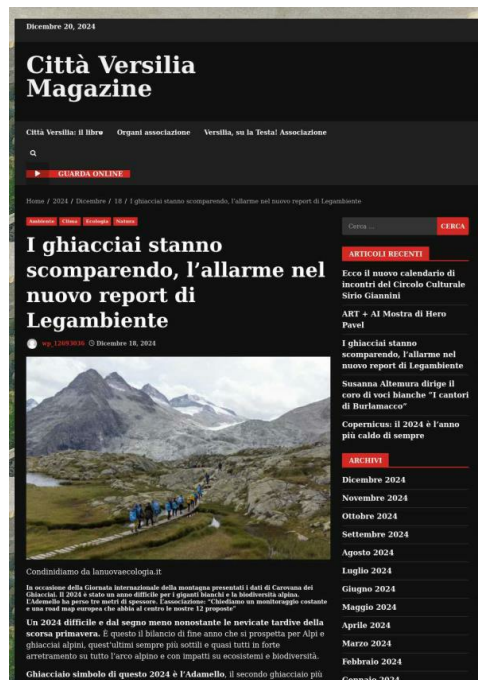 Dicembre 20, 2024
Città Versilia
Magazine
Città Versilia: il libro Organi associazione Versilia, su la Testa! Associazione
GUARDA ONLINE
Home / 2024 / Dicembre / 18 / I ghiacciai stanno scomparendo, l'allarme nel nuovo report di Legambiente
Ambiente Clima Ecologia Natura
I ghiacciai stanno
scomparendo, l'allarme nel
nuovo report di
Legambiente
wp_12693036 Dicembre 18, 2024
Condinidiamo da lanuovaecologia.it
In occasione della Giornata internazionale della montagna presentati i dati di Carovana dei
Ghiacciai. Il 2024 è stato un anno difficile per i giganti bianchi e la biodiversità alpina.
L'Ademello ha perso tre metri di spessore. L'associazione: "Chiediamo un monitoraggio costante
e una road map europea che abbia al centro le nostre 12 proposte"
Un 2024 difficile e dal segno meno nonostante le nevicate tardive della
scorsa primavera. È questo il bilancio di fine anno che si prospetta per Alpi e
ghiacciai alpini, quest'ultimi sempre più sottili e quasi tutti in forte
arretramento su tutto l'arco alpino e con impatti su ecosistemi e biodiversità.
Ghiacciaio simbolo di questo 2024 è l'Adamello, il secondo ghiacciaio più
Cerca ... CERCA
ARTICOLI RECENTI
Ecco il nuovo calendario di
incontri del Circolo Culturale
Sirio Giannini
ART + AI Mostra di Hero
Pavel
I ghiacciai stanno
scomparendo, l'allarme nel
nuovo report di Legambiente
Susanna Altemura dirige il
coro di voci bianche "I cantori
di Burlamacco"
Copernicus: il 2024 è l'anno
più caldo di sempre
ARCHIVI
Dicembre 2024
Novembre 2024
Ottobre 2024
Settembre 2024
Agosto 2024
Luglio 2024
Giugno 2024
Maggio 2024
Aprile 2024
Marzo 2024
Febbraio 2024
Gennaio 2024